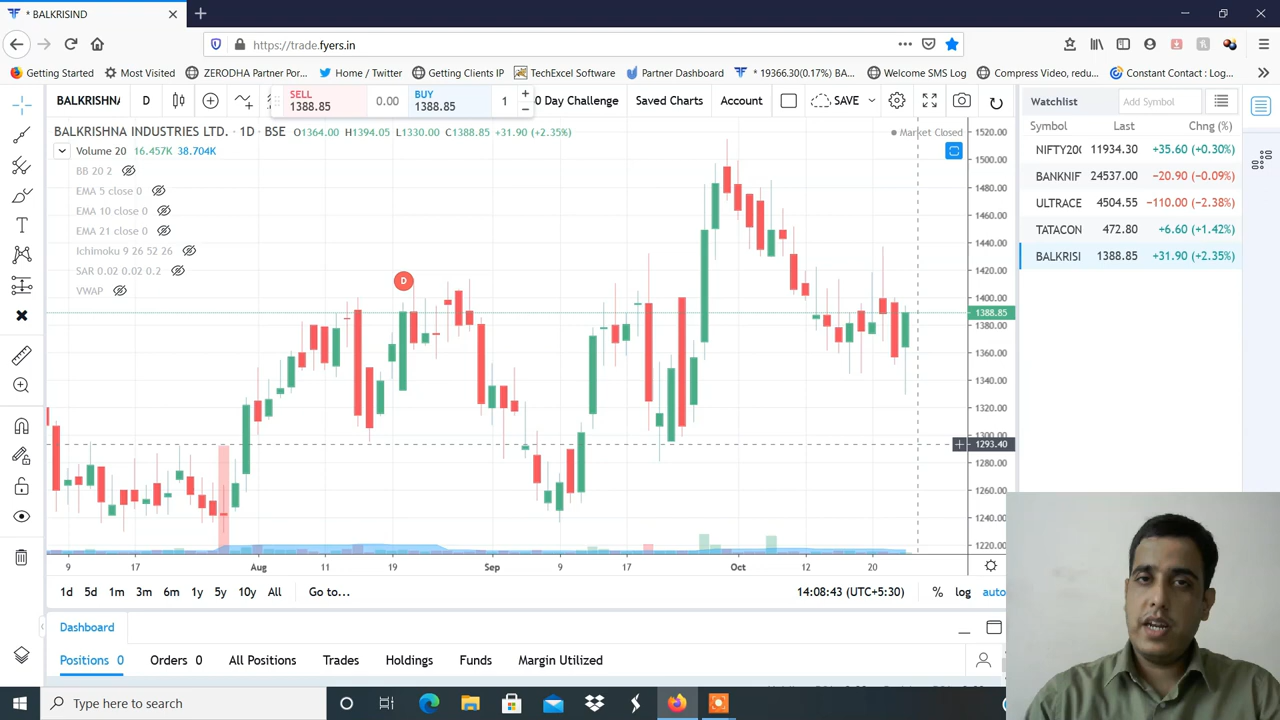 * BALKRISIND
https://trade.fyers.in
Getting Started Most Visited ZERODHA Partner Por... Home / Twitter Getting Clients IP TechExcel Software Partner Dashboard * 19366.30(0.17%) BA... Welcome SMS Log Compress Video, redu... Constant Contact : Log...
BALKRISHNA D SELL 1388.85 0.00 BUY 1388.85 1 0 Day Challenge Saved Charts Account SAVE
BALKRISHNA INDUSTRIES LTD. · 1D · BSE O1364.00 H1394.05 L1330.00 C1388.85 +31.90 (+2.35%)
Market Closed
Volume 20 16.457K 38.704K
BB 20 2
EMA 5 close 0
EMA 10 close 0
EMA 21 close 0
Ichimoku 9 26 52 26
SAR 0.02 0.02 0.2
VWAP
D
1520.00
1500.00
1480.00
1460.00
1440.00
1420.00
1400.00
1388.85
1380.00
1360.00
1340.00
1320.00
1300.00
1293.40
1280.00
1260.00
1240.00
1220.00
9 17 Aug 11 19 Sep 9 17 Oct 12 20
1d 5d 1m 3m 6m 1y 5y 10y All Go to... 14:08:43 (UTC+5:30) % log auto
Watchlist Add Symbol
Symbol Last Chng (%)
NIFTY200 11934.30 +35.60 (+0.30%)
BANKNIF 24537.00 −20.90 (−0.09%)
ULTRACE 4504.55 −110.00 (−2.38%)
TATACON 472.80 +6.60 (+1.42%)
BALKRISI 1388.85 +31.90 (+2.35%)
Dashboard
Positions 0 Orders 0 All Positions Trades Holdings Funds Margin Utilized
Type here to search